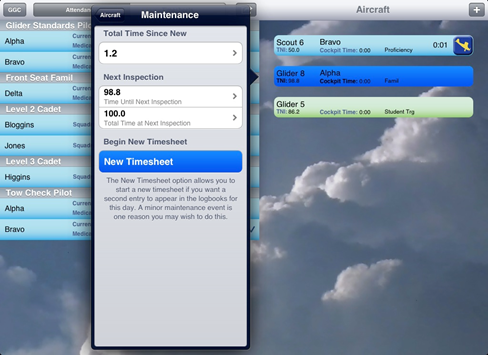 GGC
Attendan
Glider Standards Pilot
Alpha
Curren
Medica
Bravo
Curren
Medica
Front Seat Famil
Delta
Curren
Medica
Level 2 Cadet
Bloggins
Squad
Jones
Squad
Level 3 Cadet
Higgins
Squad
Tow Check Pilot
Alpha
Curren
Medica
Bravo
Curren
Medica
Aircraft
Maintenance
Total Time Since New
1.2
Next Inspection
98.8
Time Until Next Inspection
100.0
Total Time at Next Inspection
Begin New Timesheet
New Timesheet
The New Timesheet option allows you to
start a new timesheet if you want a
second entry to appear in the logbooks for
this day. A minor maintenance event is
one reason you may wish to do this.
Aircraft
+
Scout 6 Bravo 0:01
TNI: 50.0 Cockpit Time: 0:00 Proficiency
Glider 8 Alpha
TNI: 38.8 Cockpit Time: 0:00 Famil
Glider 5
TNI: 86.2 Cockpit Time: 0:00 Student Trg